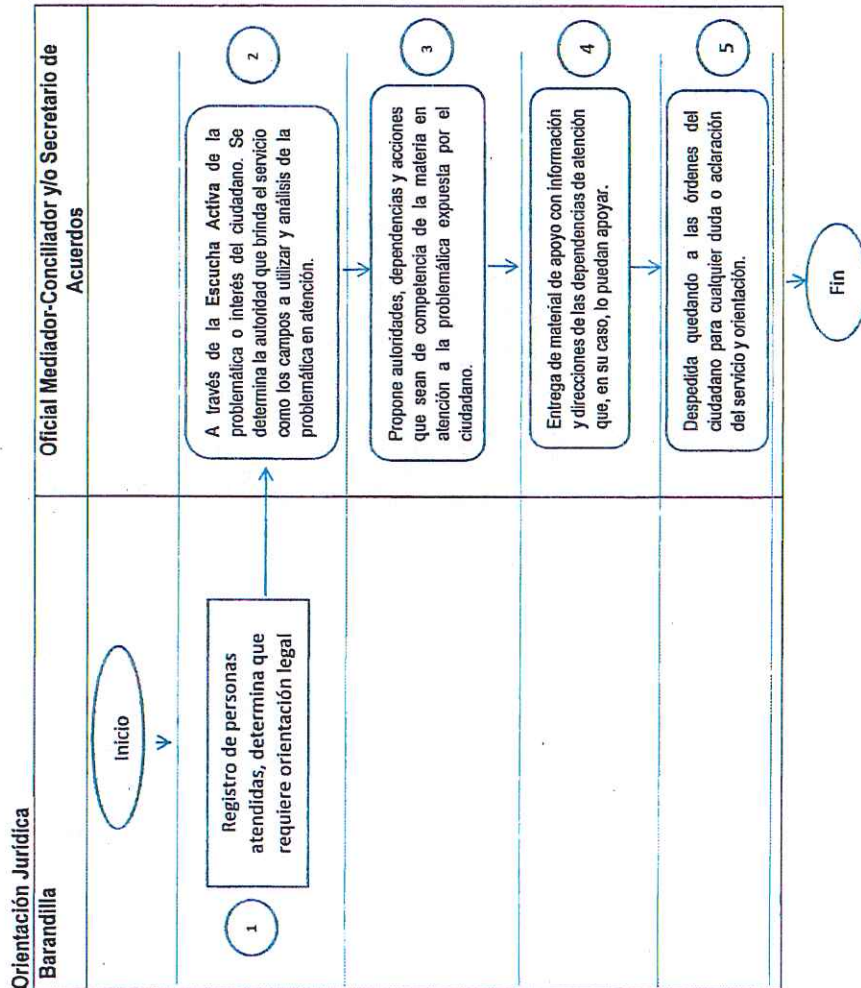 Orientación Jurídica
Barandilla
Oficial Mediador-Conciliador y/o Secretario de
Acuerdos
Inicio
1
Registro de personas
atendidas, determina que
requiere orientación legal
A través de la Escucha Activa de la
problemática o interés del ciudadano. Se
determina la autoridad que brinda el servicio
como los campos a utilizar y análisis de la
problemática en atención.
2
Propone autoridades, dependencias y acciones
que sean de competencia de la materia en
atención a la problemática expuesta por el
ciudadano.
3
Entrega de material de apoyo con información
y direcciones de las dependencias de atención
que, en su caso, lo puedan apoyar.
4
Despedida quedando a las órdenes del
ciudadano para cualquier duda o aclaración
del servicio y orientación.
5
Fin